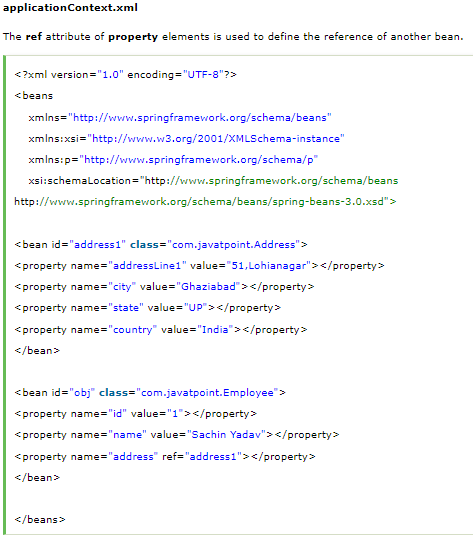 applicationContext.xml
The ref attribute of property elements is used to define the reference of another bean.
<?xml version="1.0" encoding="UTF-8"?>
<beans
xmlns="http://www.springframework.org/schema/beans"
xmlns:xsi="http://www.w3.org/2001/XMLSchema-instance"
xmlns:p="http://www.springframework.org/schema/p"
xsi:schemaLocation="http://www.springframework.org/schema/beans
http://www.springframework.org/schema/beans/spring-beans-3.0.xsd">
<bean id="address1" class="com.javatpoint.Address">
<property name="addressLine1" value="51,Lohianagar"></property>
<property name="city" value="Ghaziabad"></property>
<property name="state" value="UP"></property>
<property name="country" value="India"></property>
</bean>
<bean id="obj" class="com.javatpoint.Employee">
<property name="id" value="1"></property>
<property name="name" value="Sachin Yadav"></property>
<property name="address" ref="address1"></property>
</bean>
</beans>